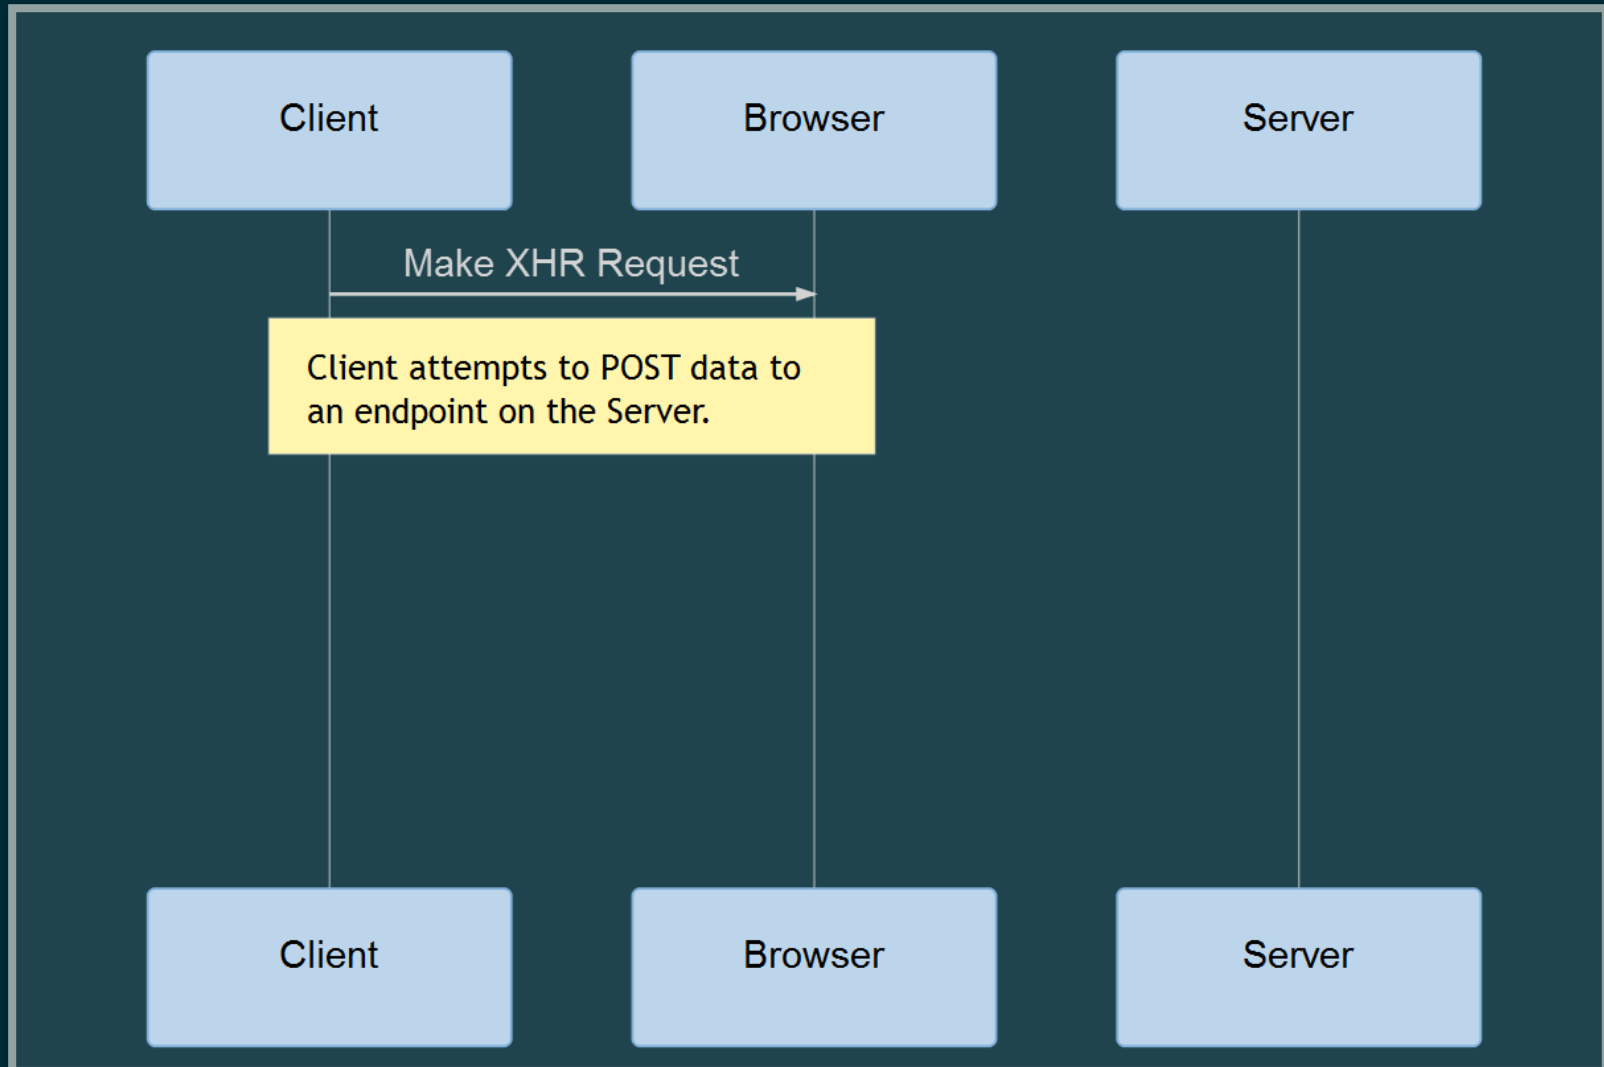 Client
Browser
Server
Make XHR Request
Client attempts to POST data to
an endpoint on the Server.
Client
Browser
Server